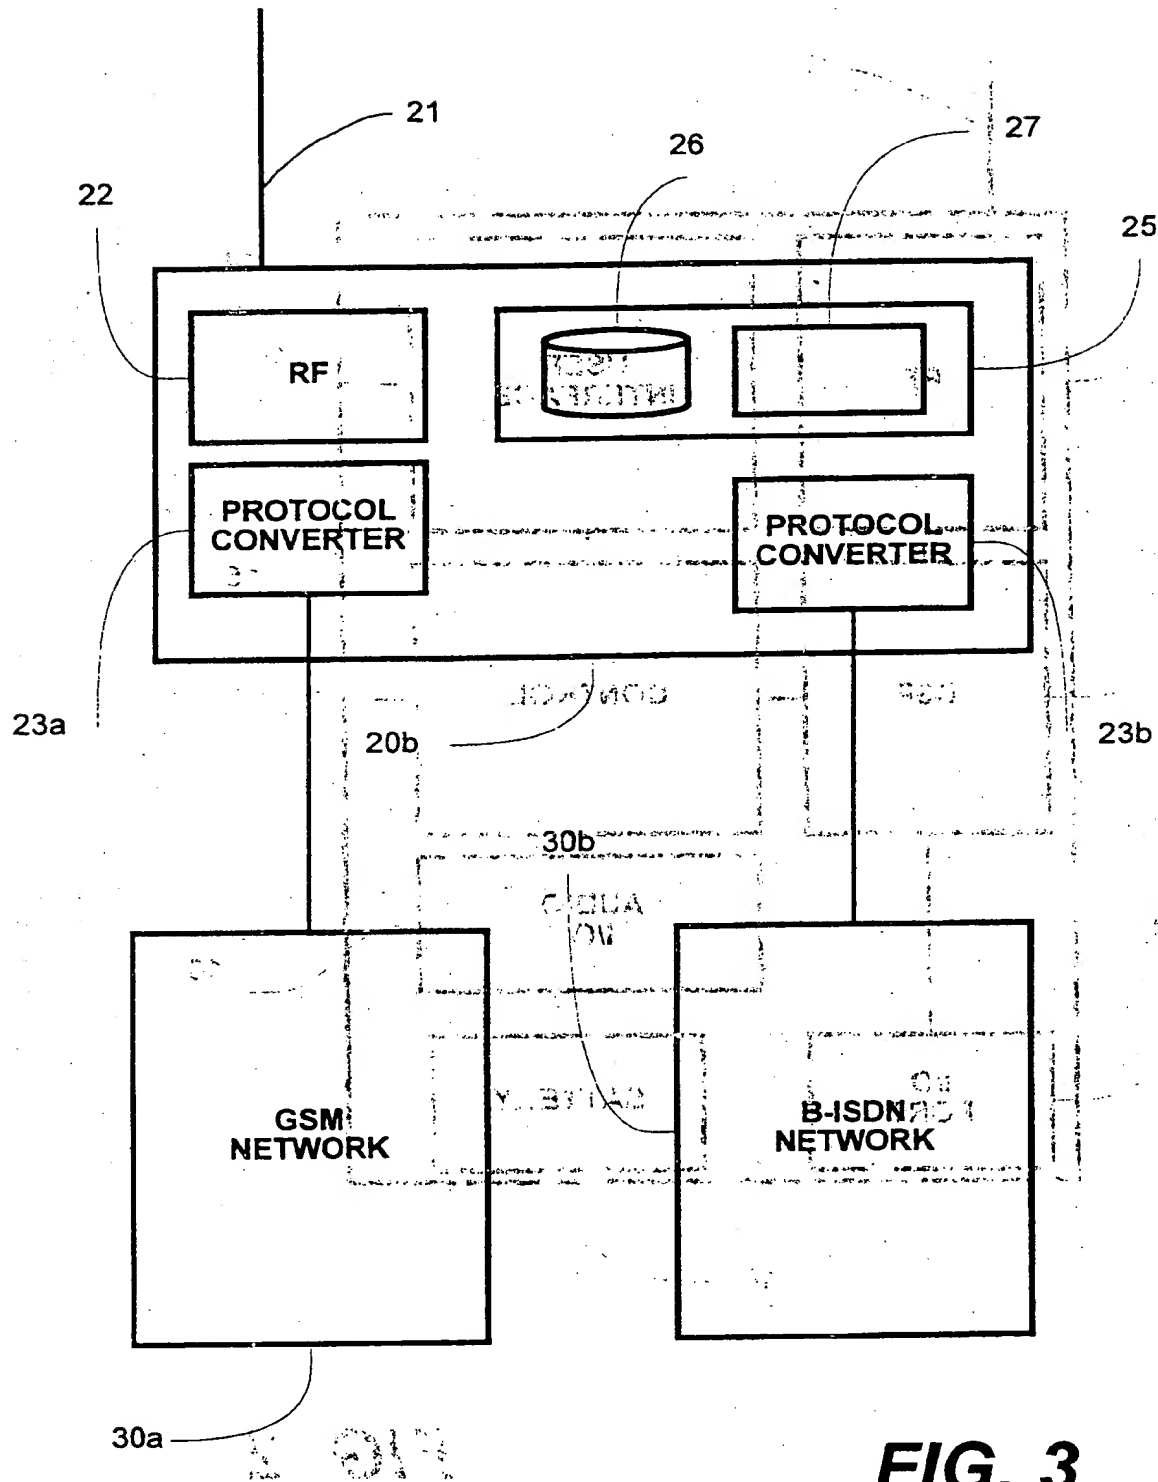 21
26
27
22
25
RF
PROTOCOL
CONVERTER
PROTOCOL
CONVERTER
23a
20b
23b
30b
GSM
NETWORK
B-ISDN
NETWORK
30a
FIG. 3